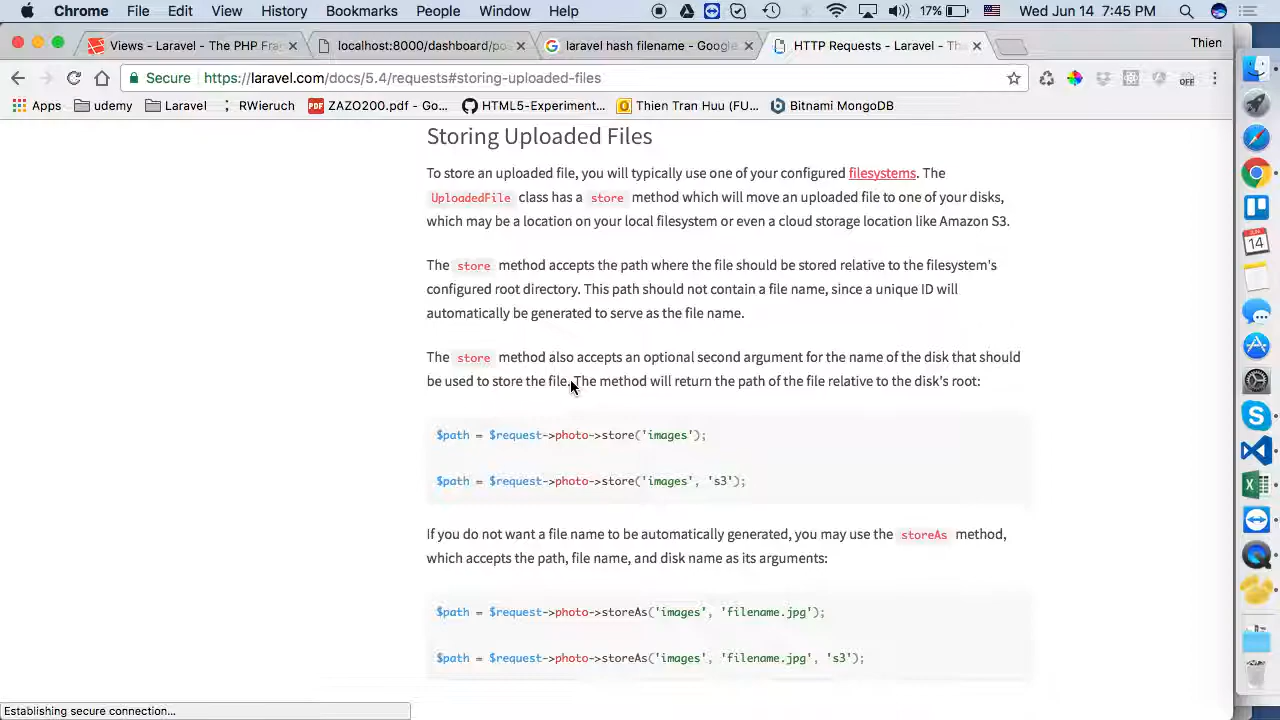 Chrome File Edit View History Bookmarks People Window Help 17% Wed Jun 14 7:45 PM
Views - Laravel - The PHP Fra localhost:8000/dashboard/pos laravel hash filename - Google HTTP Requests - Laravel - The Thien
Secure https://laravel.com/docs/5.4/requests#storing-uploaded-files OFF
Apps udemy Laravel RWieruch PDF ZAZO200.pdf - Go... HTML5-Experiment... Thien Tran Huu (FU... Bitnami MongoDB
Storing Uploaded Files
To store an uploaded file, you will typically use one of your configured filesystems. The
UploadedFile class has a store method which will move an uploaded file to one of your disks,
which may be a location on your local filesystem or even a cloud storage location like Amazon S3.
The store method accepts the path where the file should be stored relative to the filesystem's
configured root directory. This path should not contain a file name, since a unique ID will
automatically be generated to serve as the file name.
The store method also accepts an optional second argument for the name of the disk that should
be used to store the file. The method will return the path of the file relative to the disk's root:
$path = $request->photo->store('images');
$path = $request->photo->store('images', 's3');
If you do not want a file name to be automatically generated, you may use the storeAs method,
which accepts the path, file name, and disk name as its arguments:
$path = $request->photo->storeAs('images', 'filename.jpg');
$path = $request->photo->storeAs('images', 'filename.jpg', 's3');
Establishing secure connection...
JUN
14